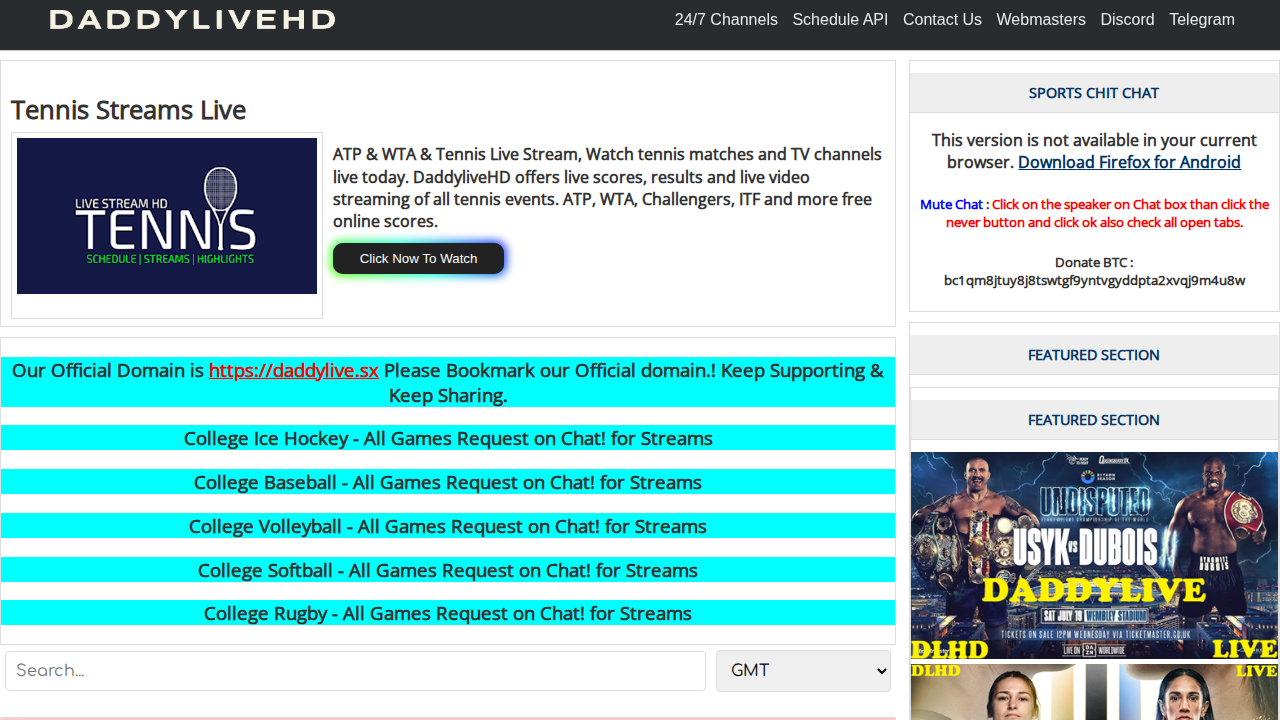 DADDYLIVEHD
24/7 Channels Schedule API Contact Us Webmasters Discord Telegram
Tennis Streams Live
LIVE STREAM HD
TENNIS
SCHEDULE | STREAMS | HIGHLIGHTS
ATP & WTA & Tennis Live Stream, Watch tennis matches and TV channels
live today. DaddyliveHD offers live scores, results and live video
streaming of all tennis events. ATP, WTA, Challengers, ITF and more free
online scores.
Click Now To Watch
Our Official Domain is https://daddylive.sx Please Bookmark our Official domain.! Keep Supporting &
Keep Sharing.
College Ice Hockey - All Games Request on Chat! for Streams
College Baseball - All Games Request on Chat! for Streams
College Volleyball - All Games Request on Chat! for Streams
College Softball - All Games Request on Chat! for Streams
College Rugby - All Games Request on Chat! for Streams
Search...
GMT
SPORTS CHIT CHAT
This version is not available in your current
browser. Download Firefox for Android
Mute Chat : Click on the speaker on Chat box than click the
never button and click ok also check all open tabs.
Donate BTC :
bc1qm8jtuy8j8tswtgf9yntvgyddpta2xvqj9m4u8w
FEATURED SECTION
FEATURED SECTION
RIYADH
SEASON
UNDISPUTED
USYK VS DUBOIS
DADDYLIVE
SAT JULY 19 WEMBLEY STADIUM
TICKETS ON SALE 12PM WEDNESDAY VIA TICKETMASTER.CO.UK
LIVE ON DAZN WORLDWIDE
DLHD LIVE
DLHD LIVE